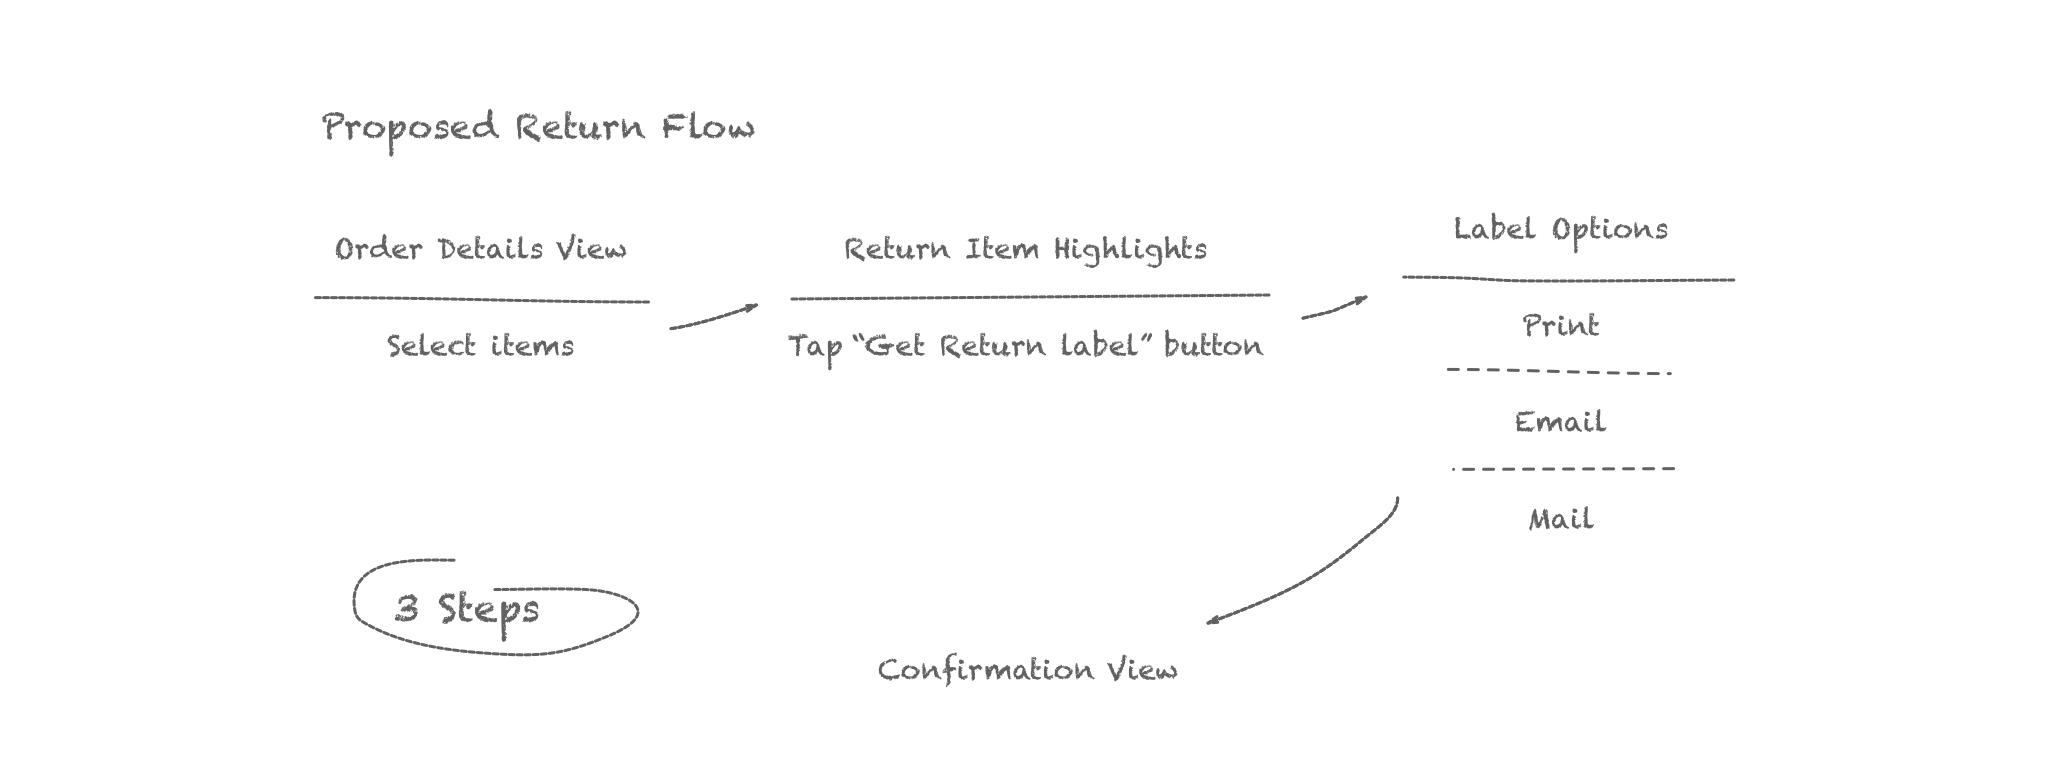 Proposed Return Flow
Order Details View
Select items
Return Item Highlights
Tap “Get Return label” button
Label Options
Print
Email
Mail
3 Steps
Confirmation View